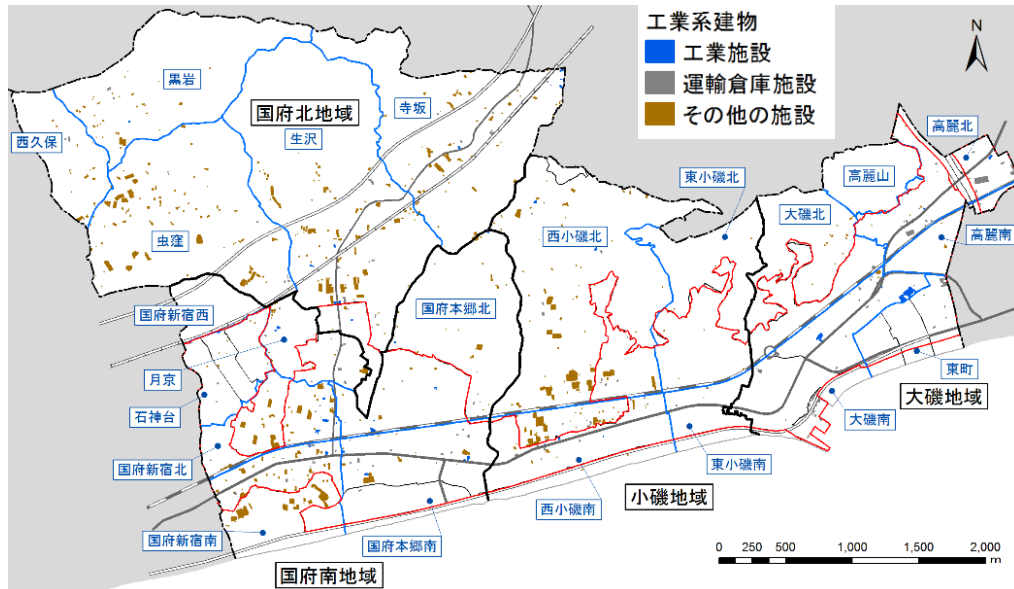 工業系建物
工業施設
運輸倉庫施設
その他の施設
N
黒岩
国府北地域
寺坂
生沢
西久保
高麗北
高麗山
東小磯北
大磯北
虫窪
西小磯北
高麗南
国府新宿西
国府本郷北
月京
東町
大磯地域
石神台
大磯南
国府新宿北
東小磯南
小磯地域
西小磯南
国府新宿南
国府本郷南
国府南地域
0 250 500 1,000 1,500 2,000
m